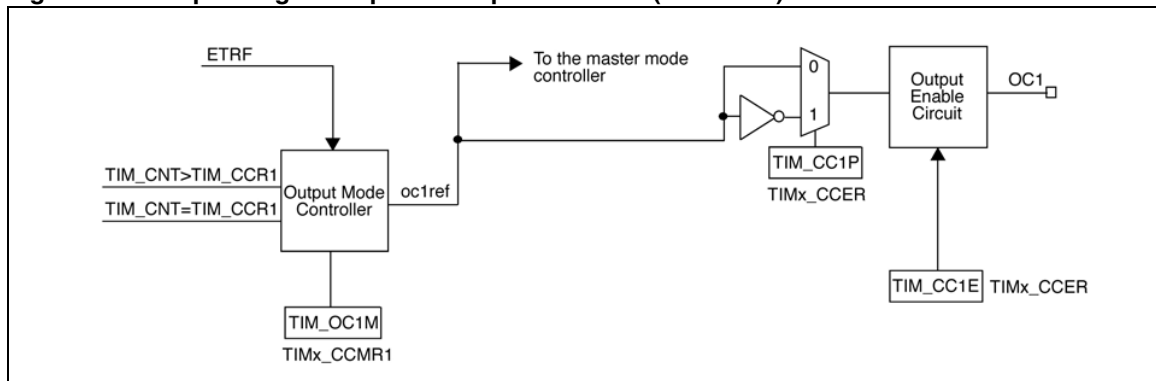 ETRF
To the master mode
controller
0
1
Output
Enable
Circuit
OC1
TIM_CC1P
TIMx_CCER
TIM_CNT>TIM_CCR1
TIM_CNT=TIM_CCR1
Output Mode
Controller
oc1ref
TIM_CC1E
TIMx_CCER
TIM_OC1M
TIMx_CCMR1